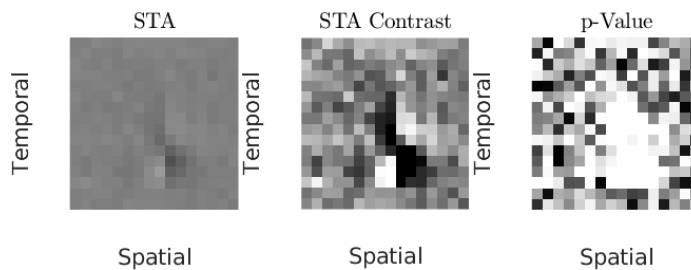 STA
STA Contrast
p-Value
Temporal
Temporal
Temporal
Spatial
Spatial
Spatial